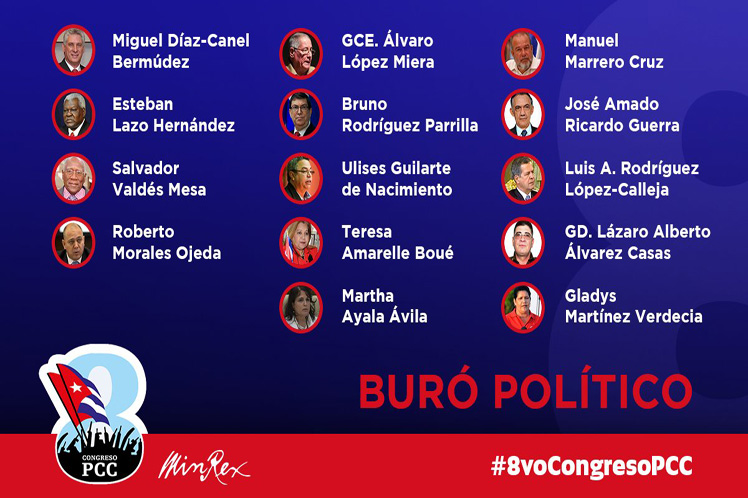 Miguel Díaz-Canel
Bermúdez
Esteban
Lazo Hernández
Salvador
Valdés Mesa
Roberto
Morales Ojeda
GCE. Álvaro
López Miera
Bruno
Rodríguez Parrilla
Ulises Guilarte
de Nacimiento
Teresa
Amarelle Boué
Martha
Ayala Ávila
Manuel
Marrero Cruz
José Amado
Ricardo Guerra
Luis A. Rodríguez
López-Calleja
GD. Lázaro Alberto
Álvarez Casas
Gladys
Martínez Verdecia
BURÓ POLÍTICO
8
CONGRESO
PCC
MinRex
#8voCongresoPCC